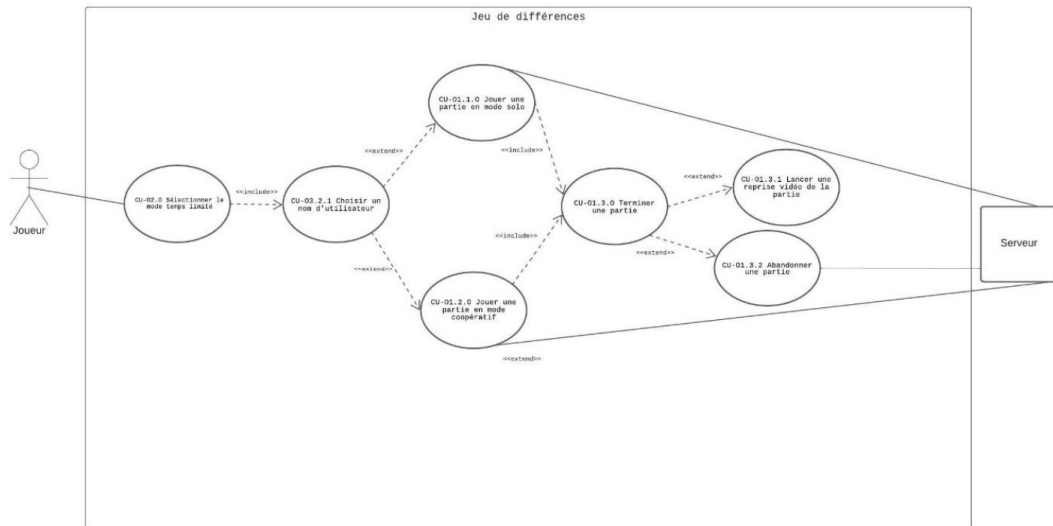 Jeu de différences
CU-01.1.0 Jouer une
partie en mode solo
<<extend>>
<<include>>
CU-02.0 Sélectionner le
mode temps limité
<<include>>
CU-03.2.1 Choisir un
nom d'utilisateur
CU-01.3.0 Terminer
une partie
<<extend>>
CU-01.3.1 Lancer une
reprise vidéo de la
partie
Joueur
<<include>>
<<extend>>
CU-01.3.2 Abandonner
une partie
Serveur
<<extend>>
CU-01.2.0 Jouer une
partie en mode
coopératif
<<extend>>